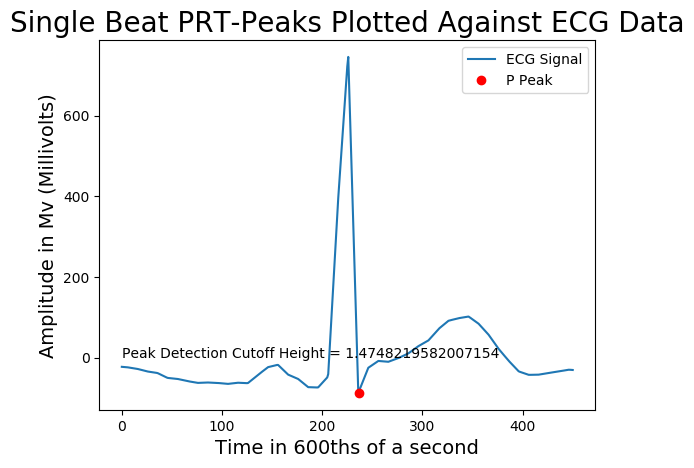 Single Beat PRT-Peaks Plotted Against ECG Data
ECG Signal
P Peak
Amplitude in Mv (Millivolts)
600
400
200
0
Peak Detection Cutoff Height = 1.4748219582007154
0 100 200 300 400
Time in 600ths of a second